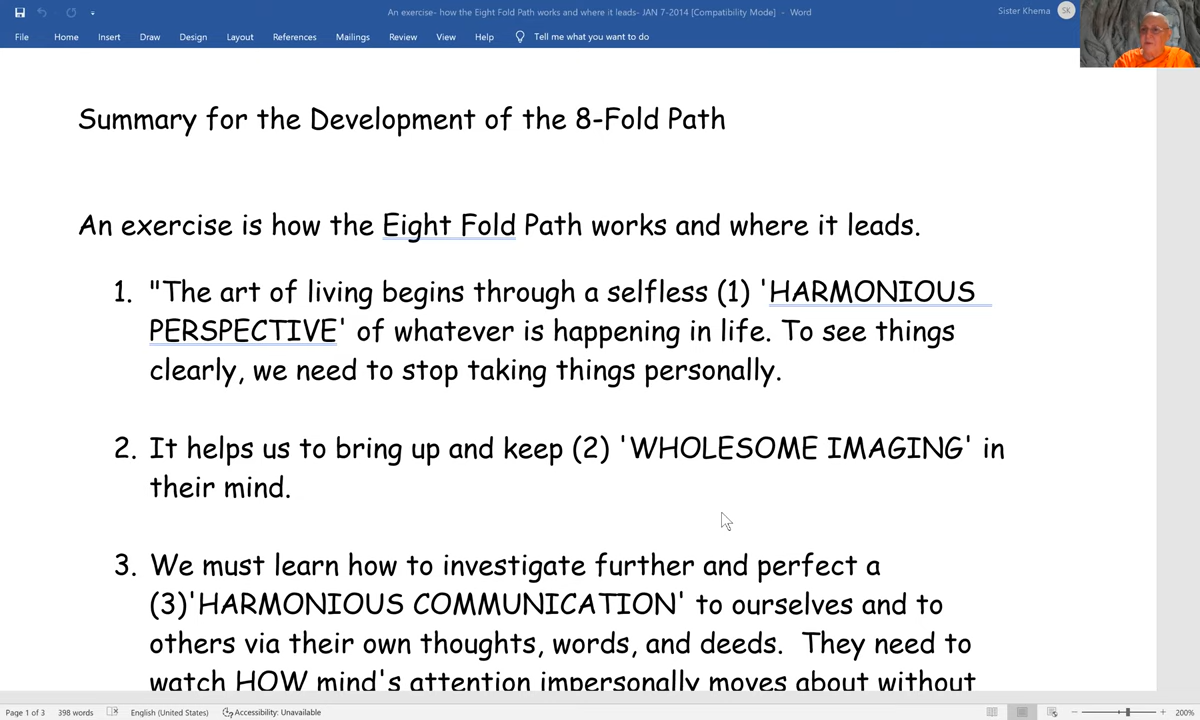 An exercise- how the Eight Fold Path works and where it leads- JAN 7-2014 [Compatibility Mode] - Word
Sister Khema
SK
File Home Insert Draw Design Layout References Mailings Review View Help Tell me what you want to do
Summary for the Development of the 8-Fold Path
An exercise is how the Eight Fold Path works and where it leads.
1. "The art of living begins through a selfless (1) 'HARMONIOUS
PERSPECTIVE' of whatever is happening in life. To see things
clearly, we need to stop taking things personally.
2. It helps us to bring up and keep (2) 'WHOLESOME IMAGING' in
their mind.
3. We must learn how to investigate further and perfect a
(3)'HARMONIOUS COMMUNICATION' to ourselves and to
others via their own thoughts, words, and deeds. They need to
watch HOW mind's attention impersonally moves about without
Page 1 of 3 398 words English (United States) Accessibility: Unavailable 200%